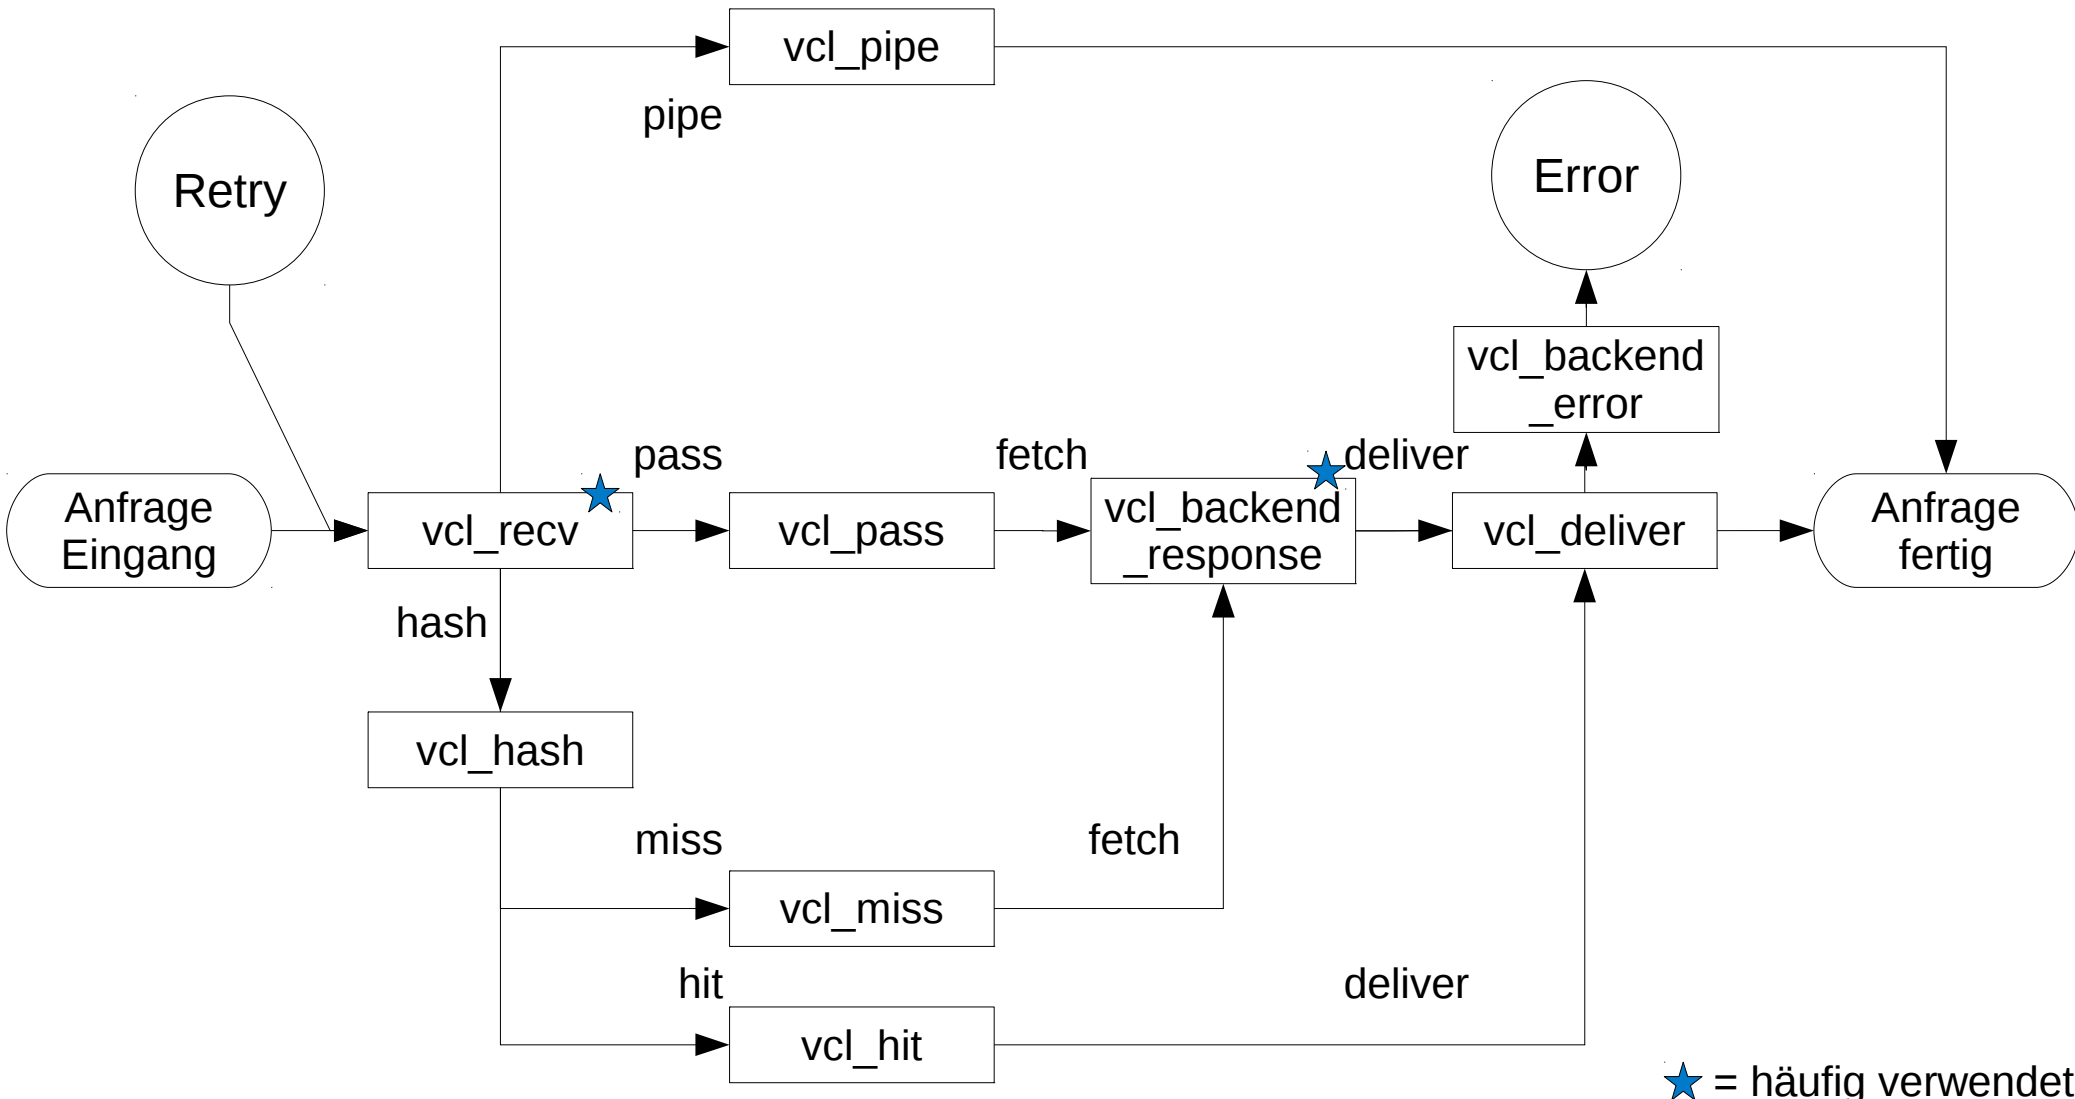 vcl_pipe
pipe
Retry
Error
vcl_backend
_error
pass
fetch
deliver
Anfrage
Eingang
vcl_recv
vcl_pass
vcl_backend
_response
vcl_deliver
Anfrage
fertig
hash
vcl_hash
miss
fetch
vcl_miss
hit
deliver
vcl_hit
= häufig verwendet